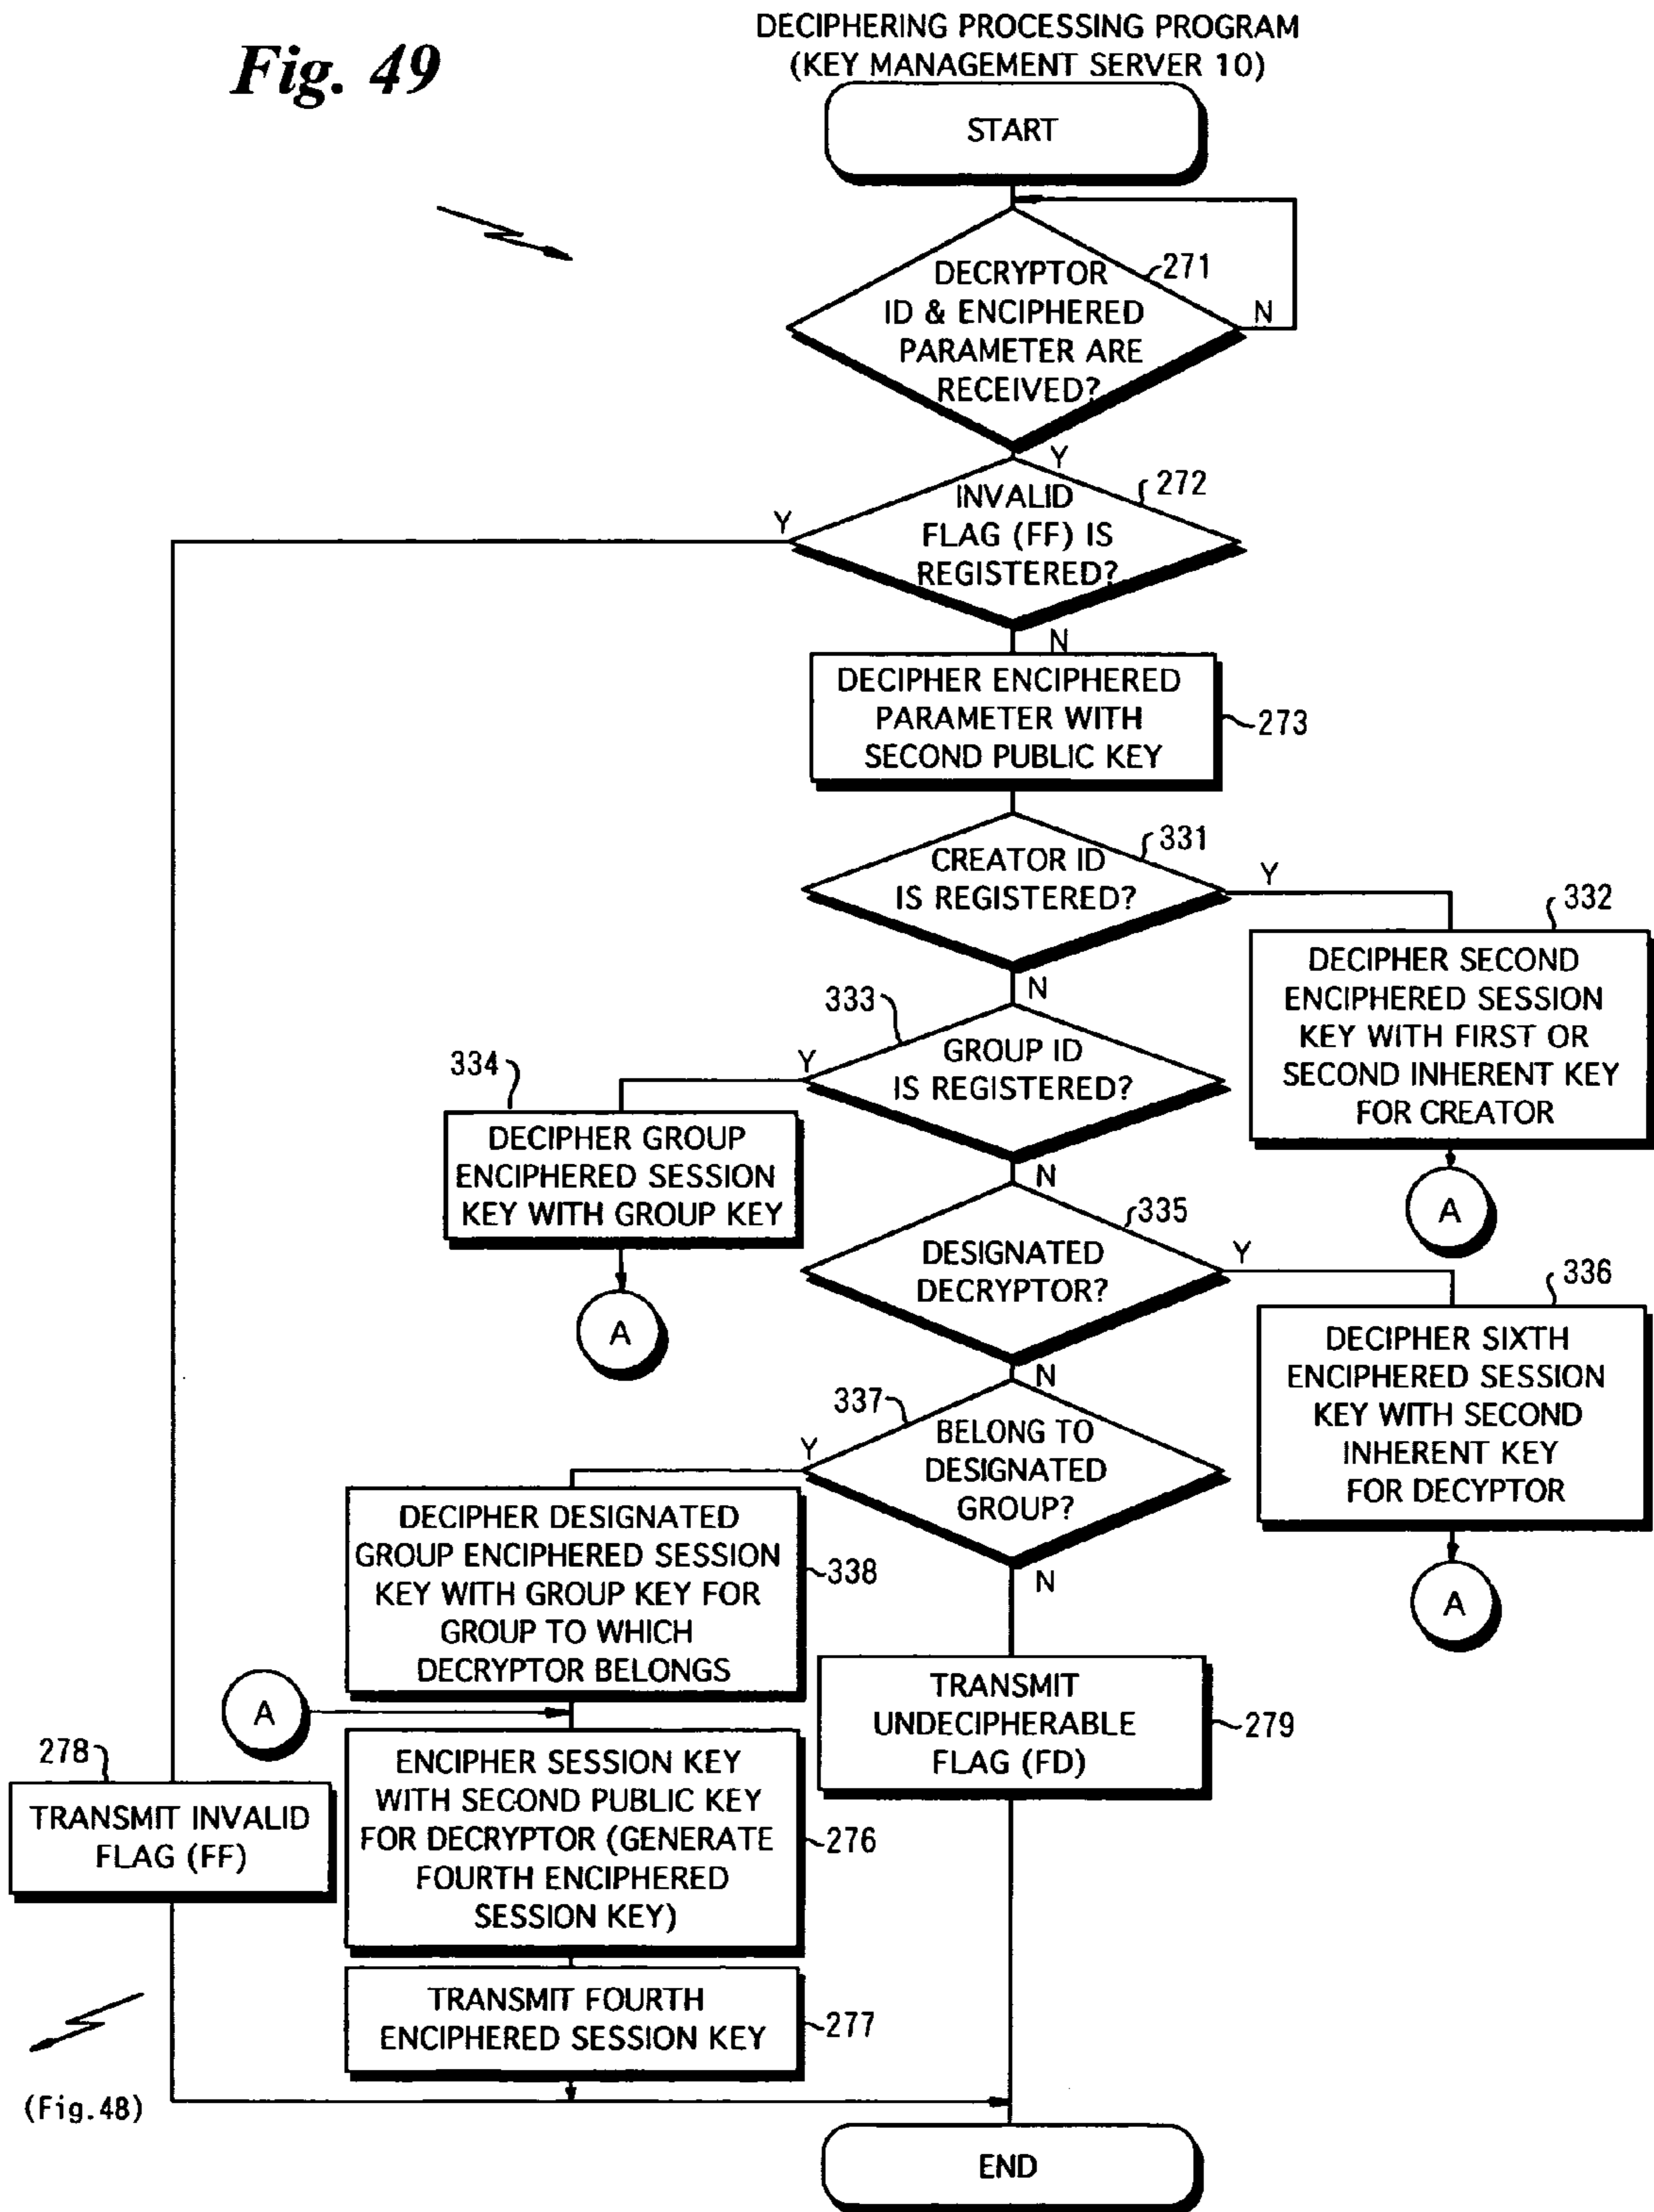 Fig. 49
DECIPHERING PROCESSING PROGRAM
(KEY MANAGEMENT SERVER 10)
START
DECRYPTOR
ID & ENCIPHERED
PARAMETER ARE
RECEIVED?
271
N
Y
INVALID
FLAG (FF) IS
REGISTERED?
272
Y
N
DECIPHER ENCIPHERED
PARAMETER WITH
SECOND PUBLIC KEY
273
CREATOR ID
IS REGISTERED?
331
Y
332
DECIPHER SECOND
ENCIPHERED SESSION
KEY WITH FIRST OR
SECOND INHERENT KEY
FOR CREATOR
A
N
333
GROUP ID
IS REGISTERED?
Y
334
DECIPHER GROUP
ENCIPHERED SESSION
KEY WITH GROUP KEY
A
N
335
DESIGNATED
DECRYPTOR?
Y
336
DECIPHER SIXTH
ENCIPHERED SESSION
KEY WITH SECOND
INHERENT KEY
FOR DECYPTOR
A
N
337
BELONG TO
DESIGNATED
GROUP?
Y
DECIPHER DESIGNATED
GROUP ENCIPHERED SESSION
KEY WITH GROUP KEY FOR
GROUP TO WHICH
DECRYPTOR BELONGS
338
N
TRANSMIT
UNDECIPHERABLE
FLAG (FD)
279
A
278
TRANSMIT INVALID
FLAG (FF)
ENCIPHER SESSION KEY
WITH SECOND PUBLIC KEY
FOR DECRYPTOR (GENERATE
FOURTH ENCIPHERED
SESSION KEY)
276
TRANSMIT FOURTH
ENCIPHERED SESSION KEY
277
(Fig.48)
END